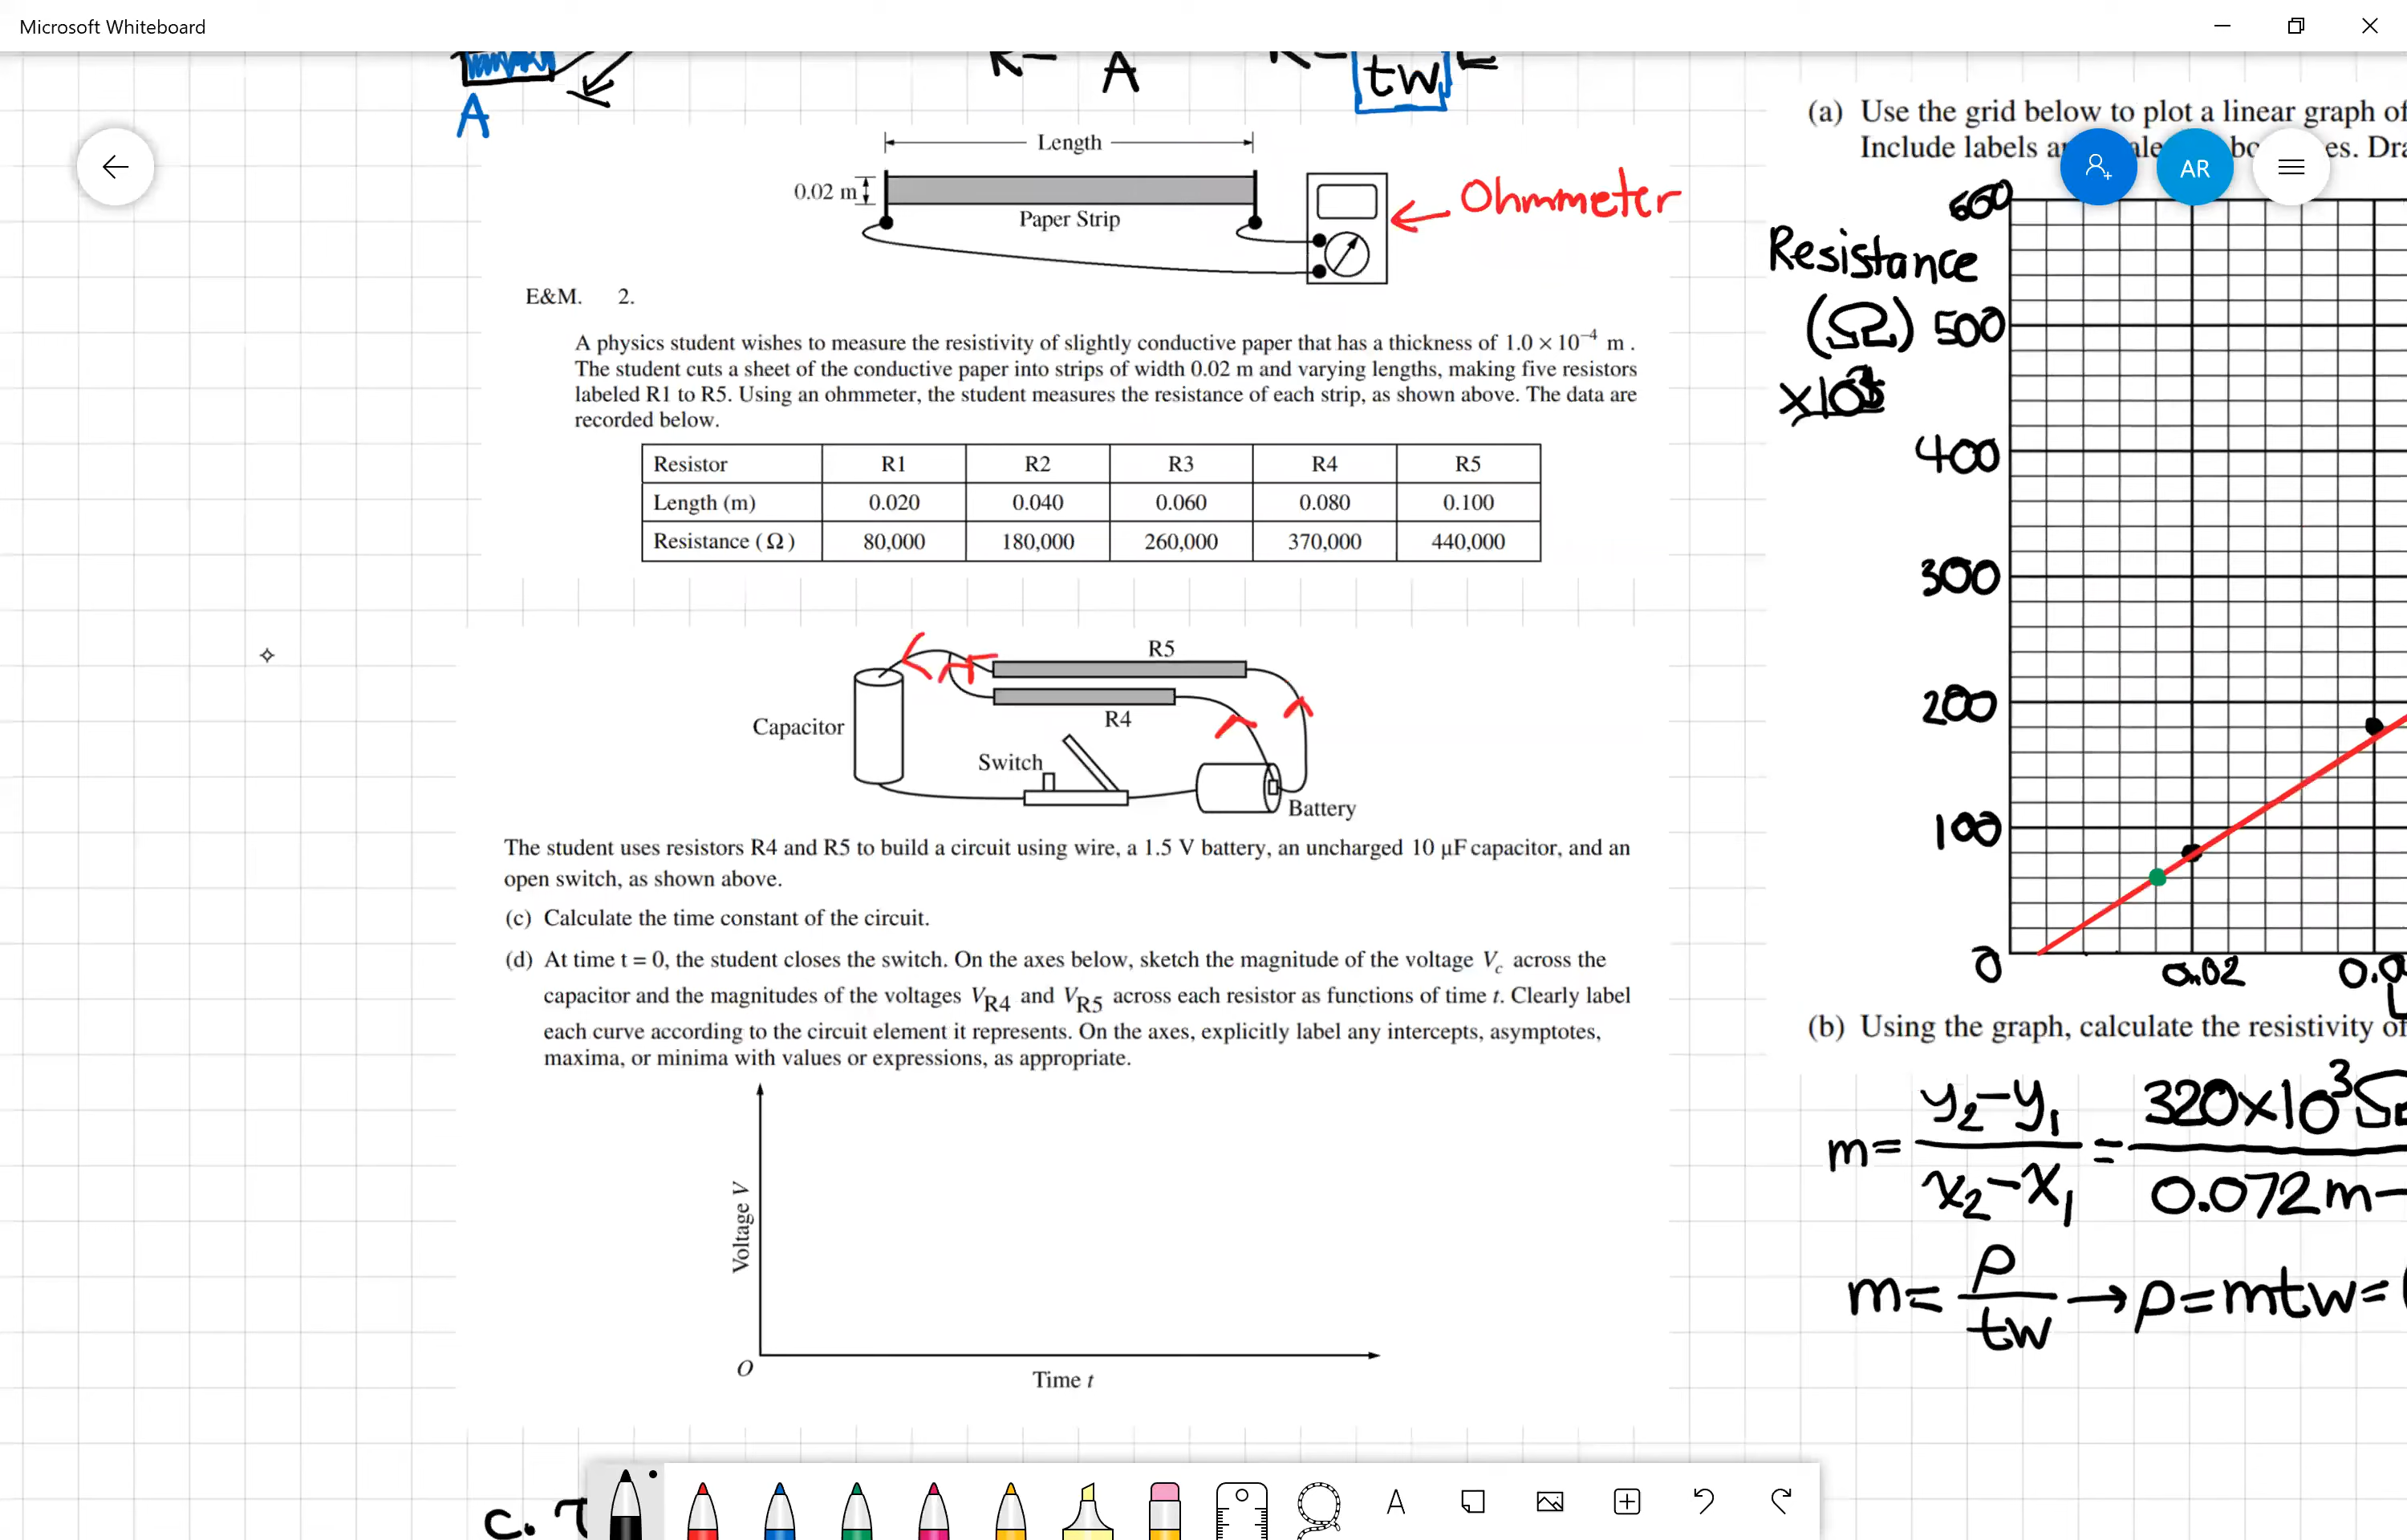 Microsoft Whiteboard
A
A
tw
Length
0.02 m
Paper Strip
Ohmmeter
E&M. 2.
A physics student wishes to measure the resistivity of slightly conductive paper that has a thickness of 1.0 × 10⁻⁴ m .
The student cuts a sheet of the conductive paper into strips of width 0.02 m and varying lengths, making five resistors
labeled R1 to R5. Using an ohmmeter, the student measures the resistance of each strip, as shown above. The data are
recorded below.
Resistor R1 R2 R3 R4 R5
Length (m) 0.020 0.040 0.060 0.080 0.100
Resistance (Ω) 80,000 180,000 260,000 370,000 440,000
R5
R4
Capacitor
Switch
Battery
The student uses resistors R4 and R5 to build a circuit using wire, a 1.5 V battery, an uncharged 10 μF capacitor, and an
open switch, as shown above.
(c) Calculate the time constant of the circuit.
(d) At time t = 0, the student closes the switch. On the axes below, sketch the magnitude of the voltage V_c across the
capacitor and the magnitudes of the voltages V_R4 and V_R5 across each resistor as functions of time t. Clearly label
each curve according to the circuit element it represents. On the axes, explicitly label any intercepts, asymptotes,
maxima, or minima with values or expressions, as appropriate.
Voltage V
O
Time t
c.
(a) Use the grid below to plot a linear graph of
Include labels
AR
Resistance
(Ω)
600
500
400
300
200
100
0
0.02
(b) Using the graph, calculate the resistivity of
m= y₂-y₁ / x₂-x₁ = 320×10³Ω / 0.072m-
m= ρ/tw → ρ=mtw=
A